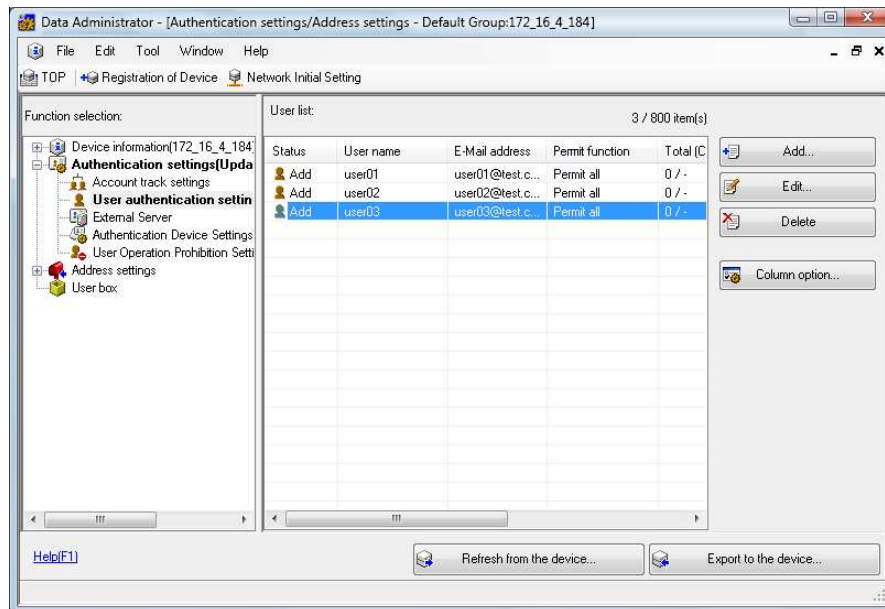 Data Administrator - [Authentication settings/Address settings - Default Group:172_16_4_184]
File Edit Tool Window Help
TOP Registration of Device Network Initial Setting
Function selection:
Device information(172_16_4_184
Authentication settings(Upda
Account track settings
User authentication settin
External Server
Authentication Device Settings
User Operation Prohibition Setti
Address settings
User box
User list:
3 / 800 item(s)
Status User name E-Mail address Permit function Total (C
Add user01 user01@test.c... Permit all 0 / -
Add user02 user02@test.c... Permit all 0 / -
Add user03 user03@test.c... Permit all 0 / -
Add...
Edit...
Delete
Column option...
Help(F1)
Refresh from the device...
Export to the device...